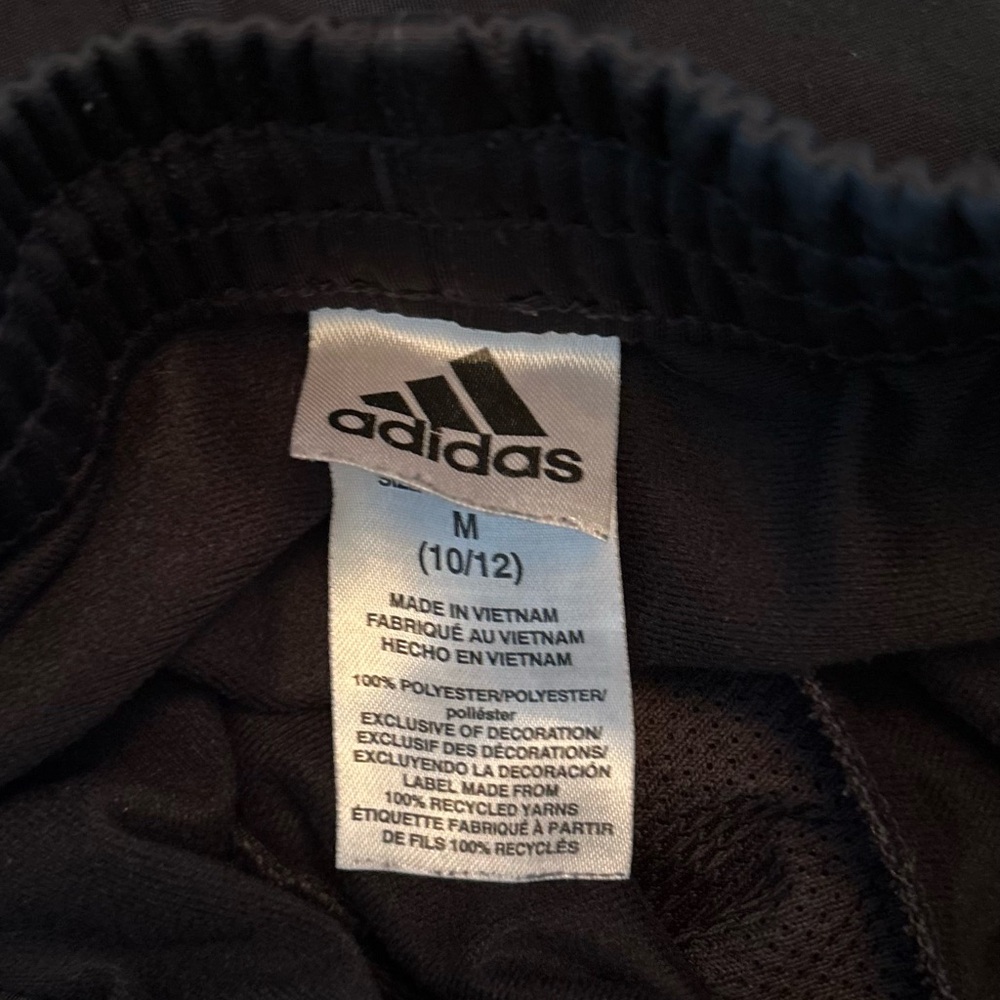 adidas
M
(10/12)
MADE IN VIETNAM
FABRIQUÉ AU VIETNAM
HECHO EN VIETNAM
100% POLYESTER/POLYESTER/
poliéster
EXCLUSIVE OF DECORATION/
EXCLUSIF DES DÉCORATIONS/
EXCLUYENDO LA DECORACIÓN
LABEL MADE FROM
100% RECYCLED YARNS
ÉTIQUETTE FABRIQUÉ À PARTIR
DE FILS 100% RECYCLÉS